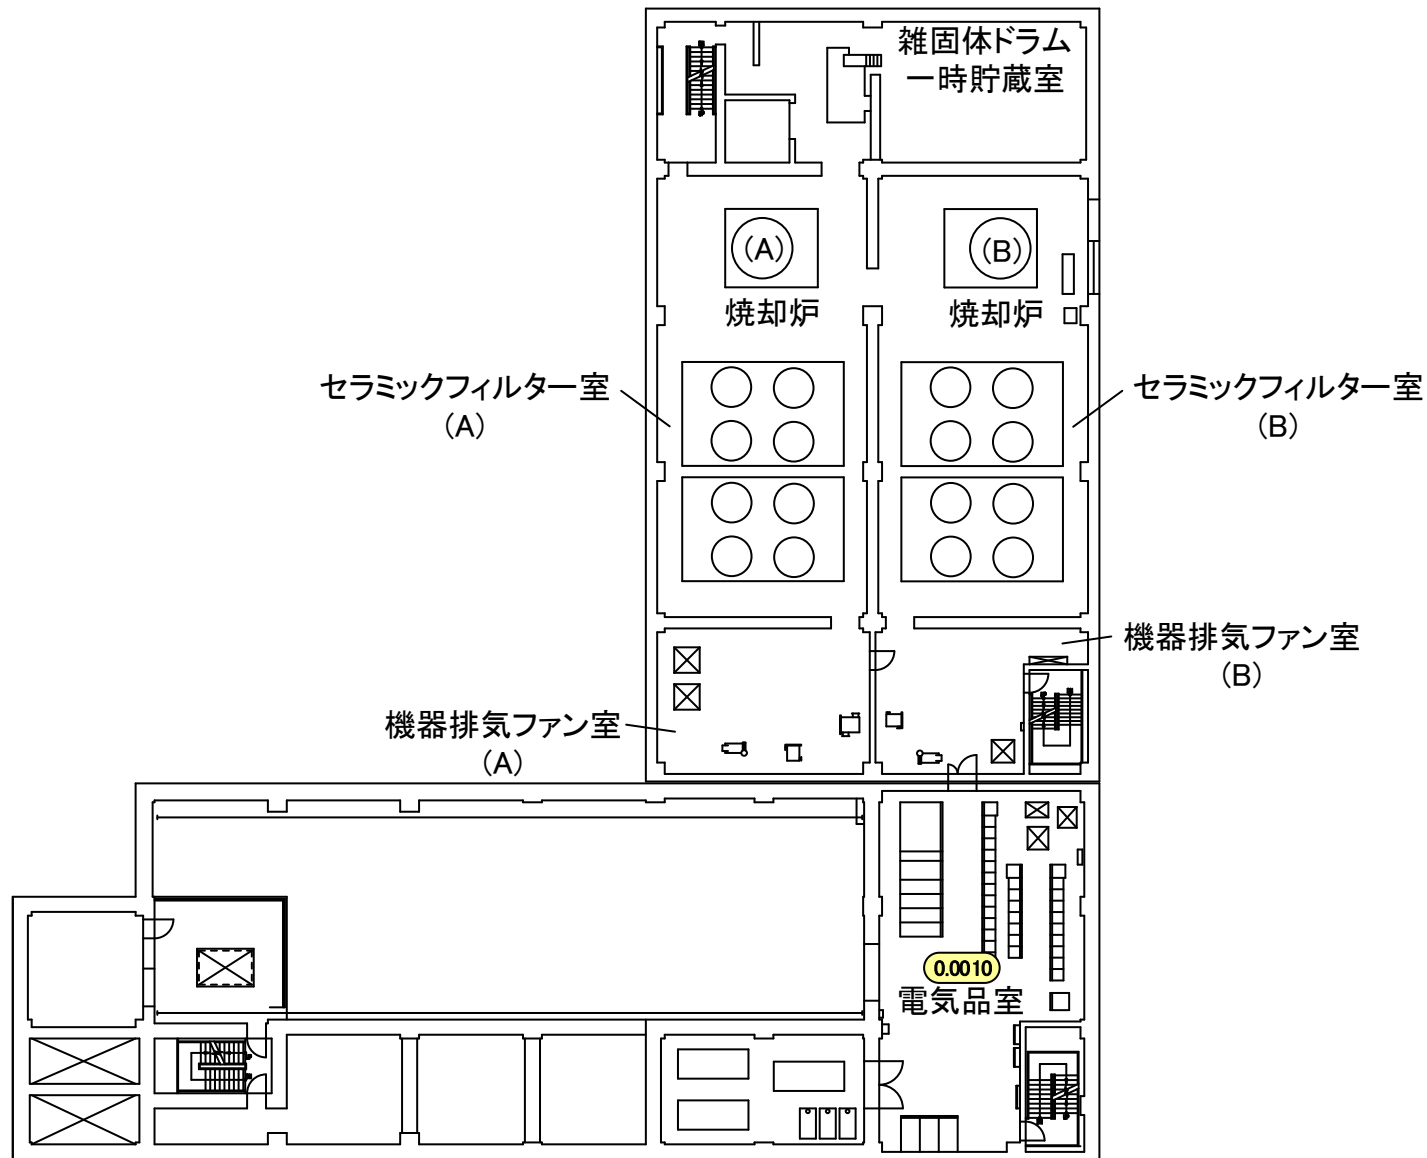 雑固体ドラム
一時貯蔵室
(A)
(B)
焼却炉
焼却炉
セラミックフィルター室
(A)
セラミックフィルター室
(B)
機器排気ファン室
(B)
機器排気ファン室
(A)
0.0010
電気品室